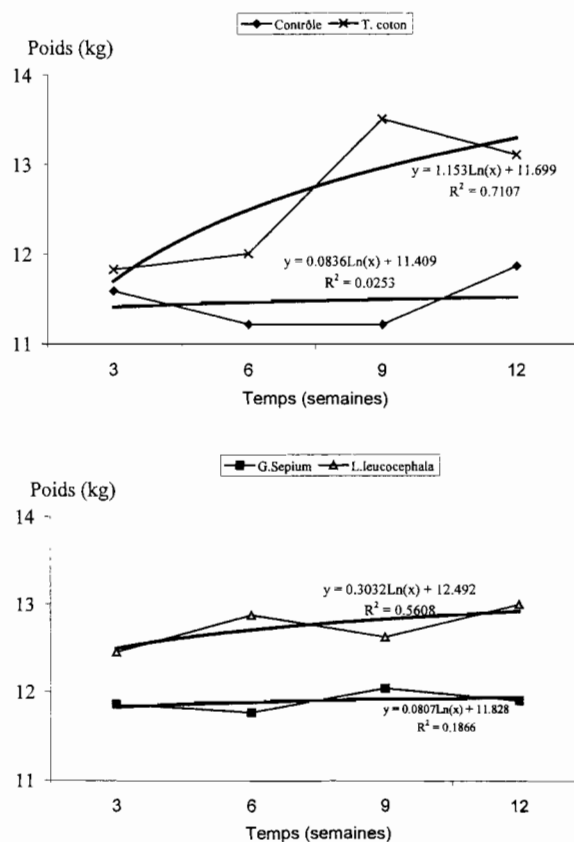 Contrôle T. coton
Poids (kg)
14
13
y = 1.153Ln(x) + 11.699
R² = 0.7107
12
y = 0.0836Ln(x) + 11.409
R² = 0.0253
11
3 6 9 12
Temps (semaines)
G.Sepium L.leucocephala
Poids (kg)
14
13
y = 0.3032Ln(x) + 12.492
R² = 0.5608
12
y = 0.0807Ln(x) + 11.828
R² = 0.1866
11
3 6 9 12
Temps (semaines)